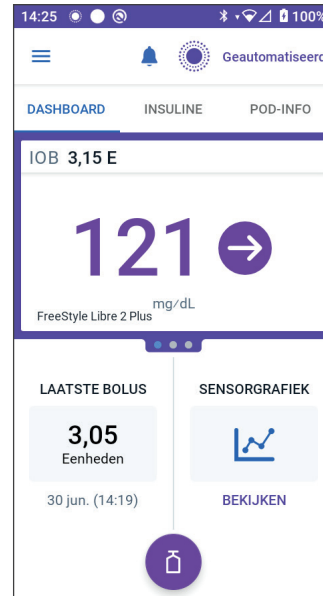 14:25 100%
Geautomatiseerd
DASHBOARD INSULINE POD-INFO
IOB 3,15 E
121
mg/dL
FreeStyle Libre 2 Plus
LAATSTE BOLUS SENSORGRAFIEK
3,05
Eenheden
30 jun. (14:19) BEKIJKEN